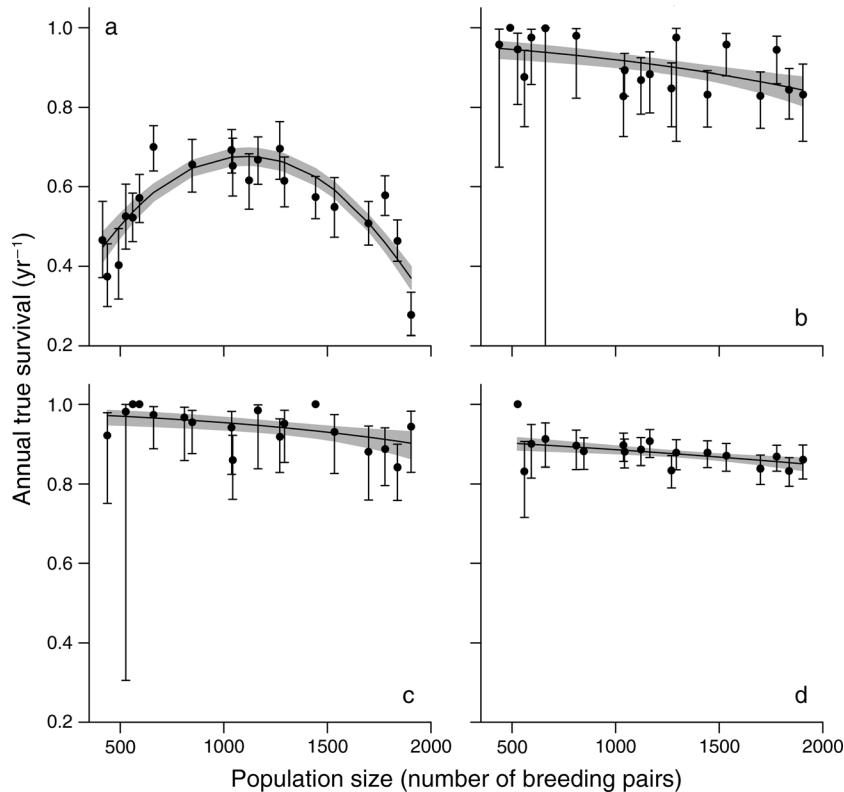 a
1.0
0.8
0.6
0.4
0.2
b
c
1.0
0.8
0.6
0.4
0.2
500 1000 1500 2000
d
500 1000 1500 2000
Annual true survival (yr⁻¹)
Population size (number of breeding pairs)